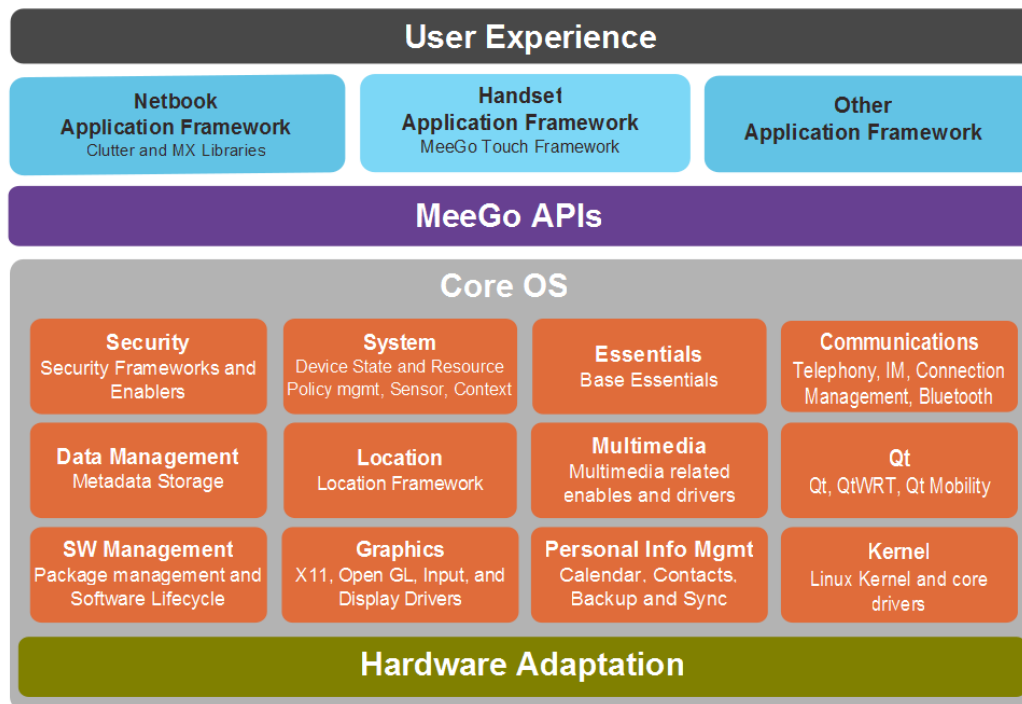 User Experience
Netbook
Application Framework
Clutter and MX Libraries
Handset
Application Framework
MeeGo Touch Framework
Other
Application Framework
MeeGo APIs
Core OS
Security
Security Frameworks and
Enablers
System
Device State and Resource
Policy mgmt, Sensor, Context
Essentials
Base Essentials
Communications
Telephony, IM, Connection
Management, Bluetooth
Data Management
Metadata Storage
Location
Location Framework
Multimedia
Multimedia related
enables and drivers
Qt
Qt, QtWRT, Qt Mobility
SW Management
Package management and
Software Lifecycle
Graphics
X11, Open GL, Input, and
Display Drivers
Personal Info Mgmt
Calendar, Contacts,
Backup and Sync
Kernel
Linux Kernel and core
drivers
Hardware Adaptation